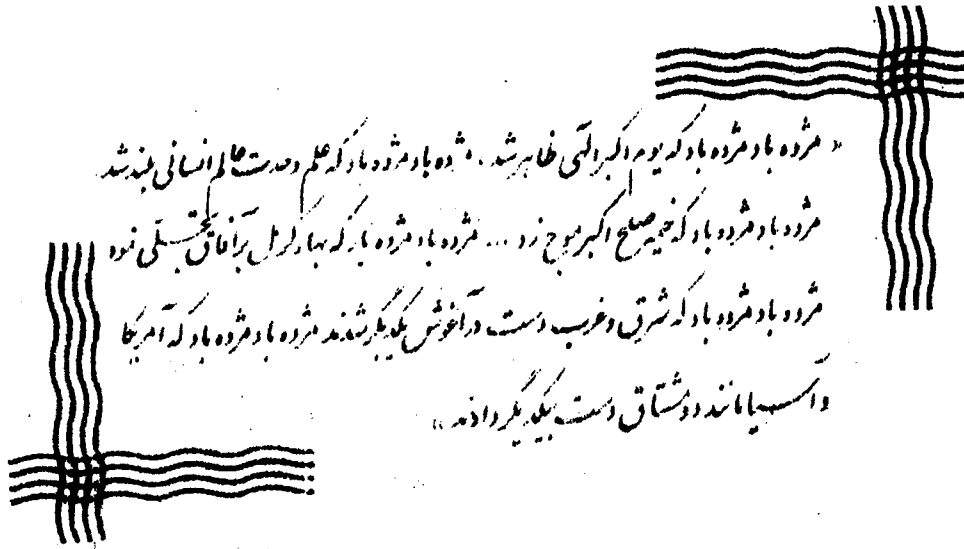 « مژده باد مژده باد که یوم اکبر الهی ظاهر شد . مژده باد مژده باد که علم وحدت عالم انسانی بلند شد
مژده باد مژده باد که خیمه صلح اکبر موج زد ... مژده باد مژده باد که بهار کرمل بر آفاق تجلی نمود
مژده باد مژده باد که شرق و غرب دست در آغوش یکدیگر شدند مژده باد مژده باد که آمریکا
و آسیا مانند دو مشتاق دست بیکدیگر دادند »